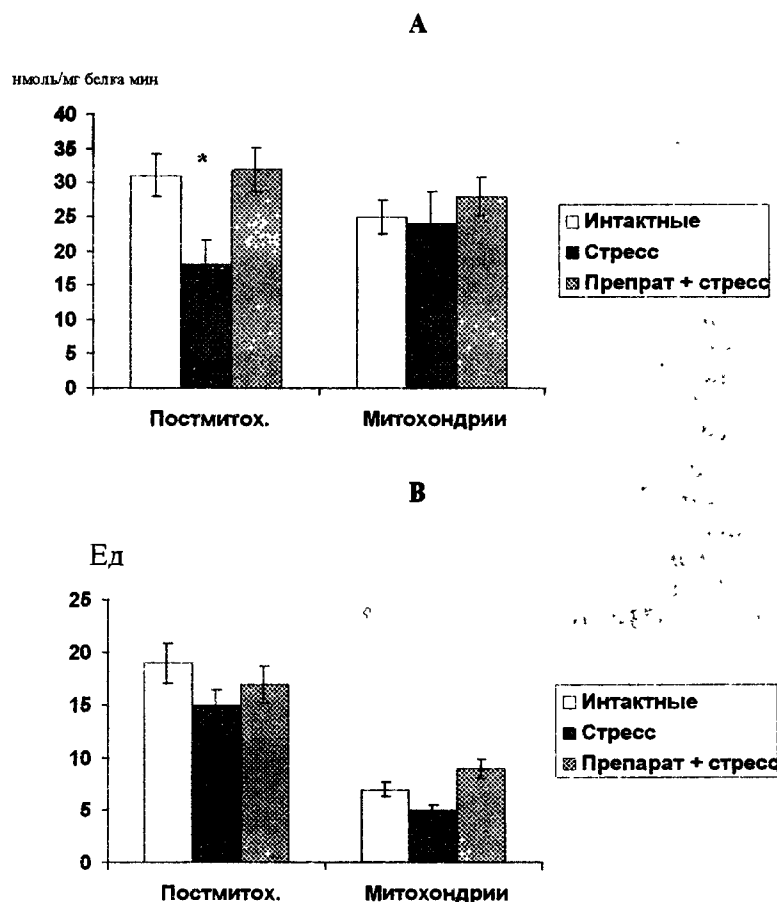 A
нмоль/мг белка мин
40
35
30
25
20
15
10
5
0
*
Постмитох.
Митохондрии
Интактные
Стресс
Препрат + стресс
B
Ед
25
20
15
10
5
0
Постмитох.
Митохондрии
Интактные
Стресс
Препарат + стресс